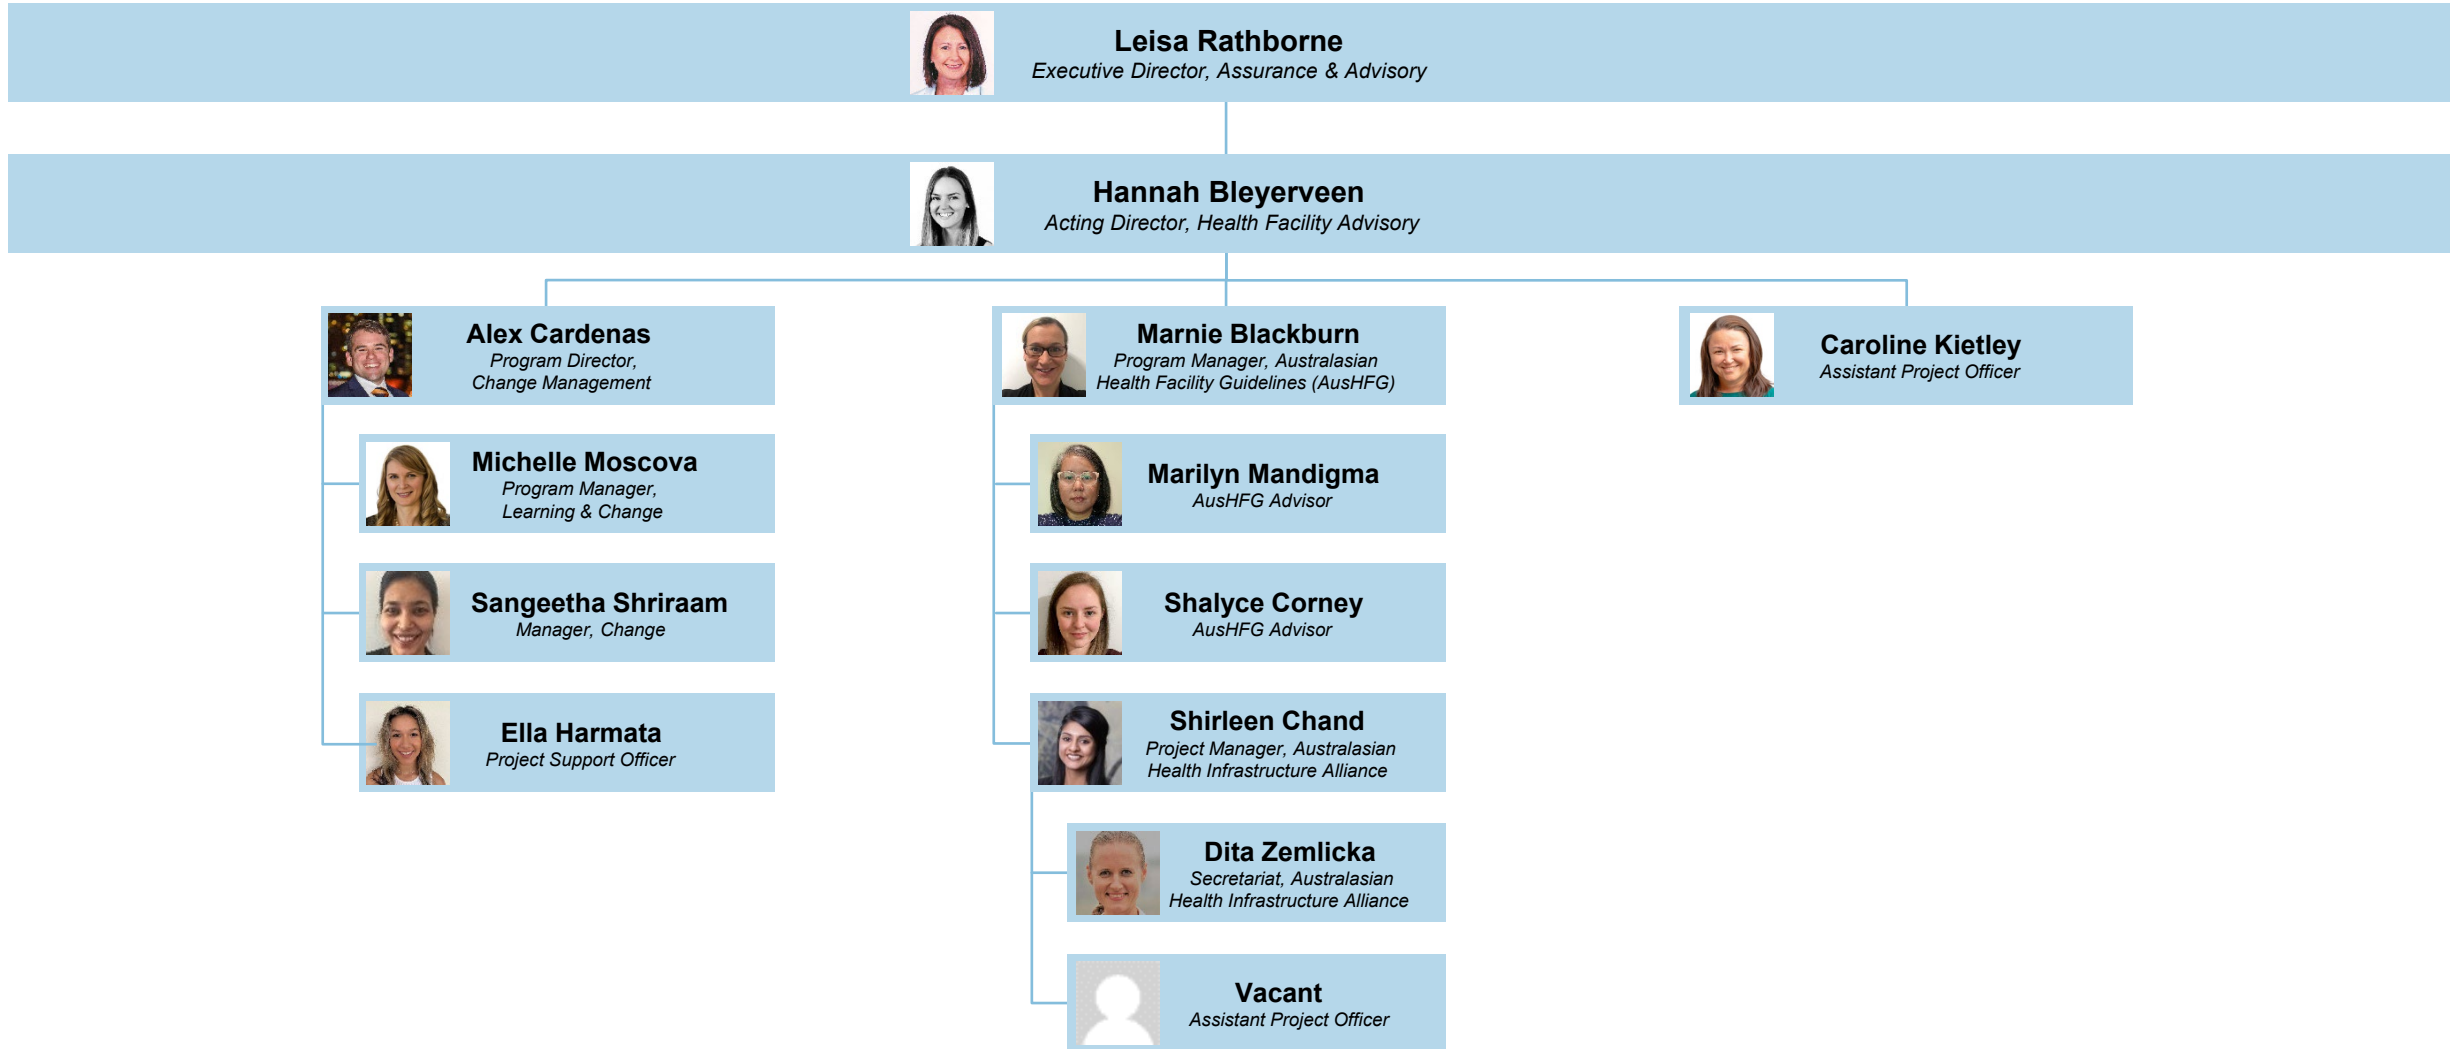 Leisa Rathborne
Executive Director, Assurance & Advisory
Hannah Bleyerveen
Acting Director, Health Facility Advisory
Alex Cardenas
Program Director,
Change Management
Michelle Moscova
Program Manager,
Learning & Change
Sangeetha Shriraam
Manager, Change
Ella Harmata
Project Support Officer
Marnie Blackburn
Program Manager, Australasian
Health Facility Guidelines (AusHFG)
Marilyn Mandigma
AusHFG Advisor
Shalyce Corney
AusHFG Advisor
Shirleen Chand
Project Manager, Australasian
Health Infrastructure Alliance
Dita Zemlicka
Secretariat, Australasian
Health Infrastructure Alliance
Vacant
Assistant Project Officer
Caroline Kietley
Assistant Project Officer